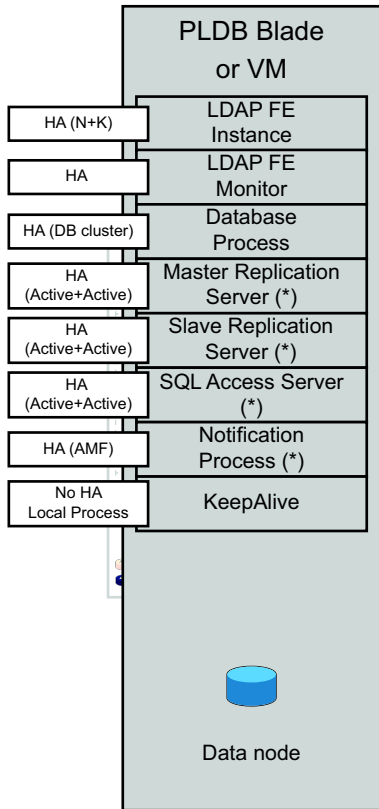 PLDB Blade
or VM
HA (N+K)
LDAP FE
Instance
HA
LDAP FE
Monitor
HA (DB cluster)
Database
Process
HA
(Active+Active)
Master Replication
Server (*)
HA
(Active+Active)
Slave Replication
Server (*)
HA
(Active+Active)
SQL Access Server
(*)
HA (AMF)
Notification
Process (*)
No HA
Local Process
KeepAlive
Data node